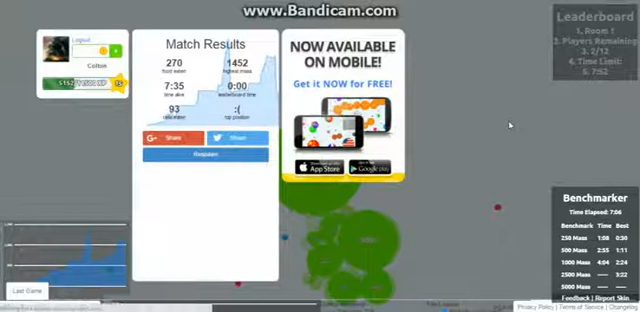 www.Bandicam.com
Logout
Colton
15
Match Results
270
food eaten
1452
highest mass
7:35
time alive
0:00
leaderboard time
93
cells eaten
:(
top position
G+ Share
Share
Respawn
NOW AVAILABLE
ON MOBILE!
Get it NOW for FREE!
App Store
Google play
Leaderboard
1. Room 1
2. Players Remaining
3. 2/12
4. Time Limit:
5. 7:52
Benchmarker
Time Elapsed: 7:06
Time Best
250 Mass 1:08 0:30
500 Mass 2:55 1:11
1000 Mass 4:04 2:24
2500 Mass --- 3:22
5000 Mass
Feedback | Report Skin
Last Game
Privacy Policy | Terms of Service | Changelog